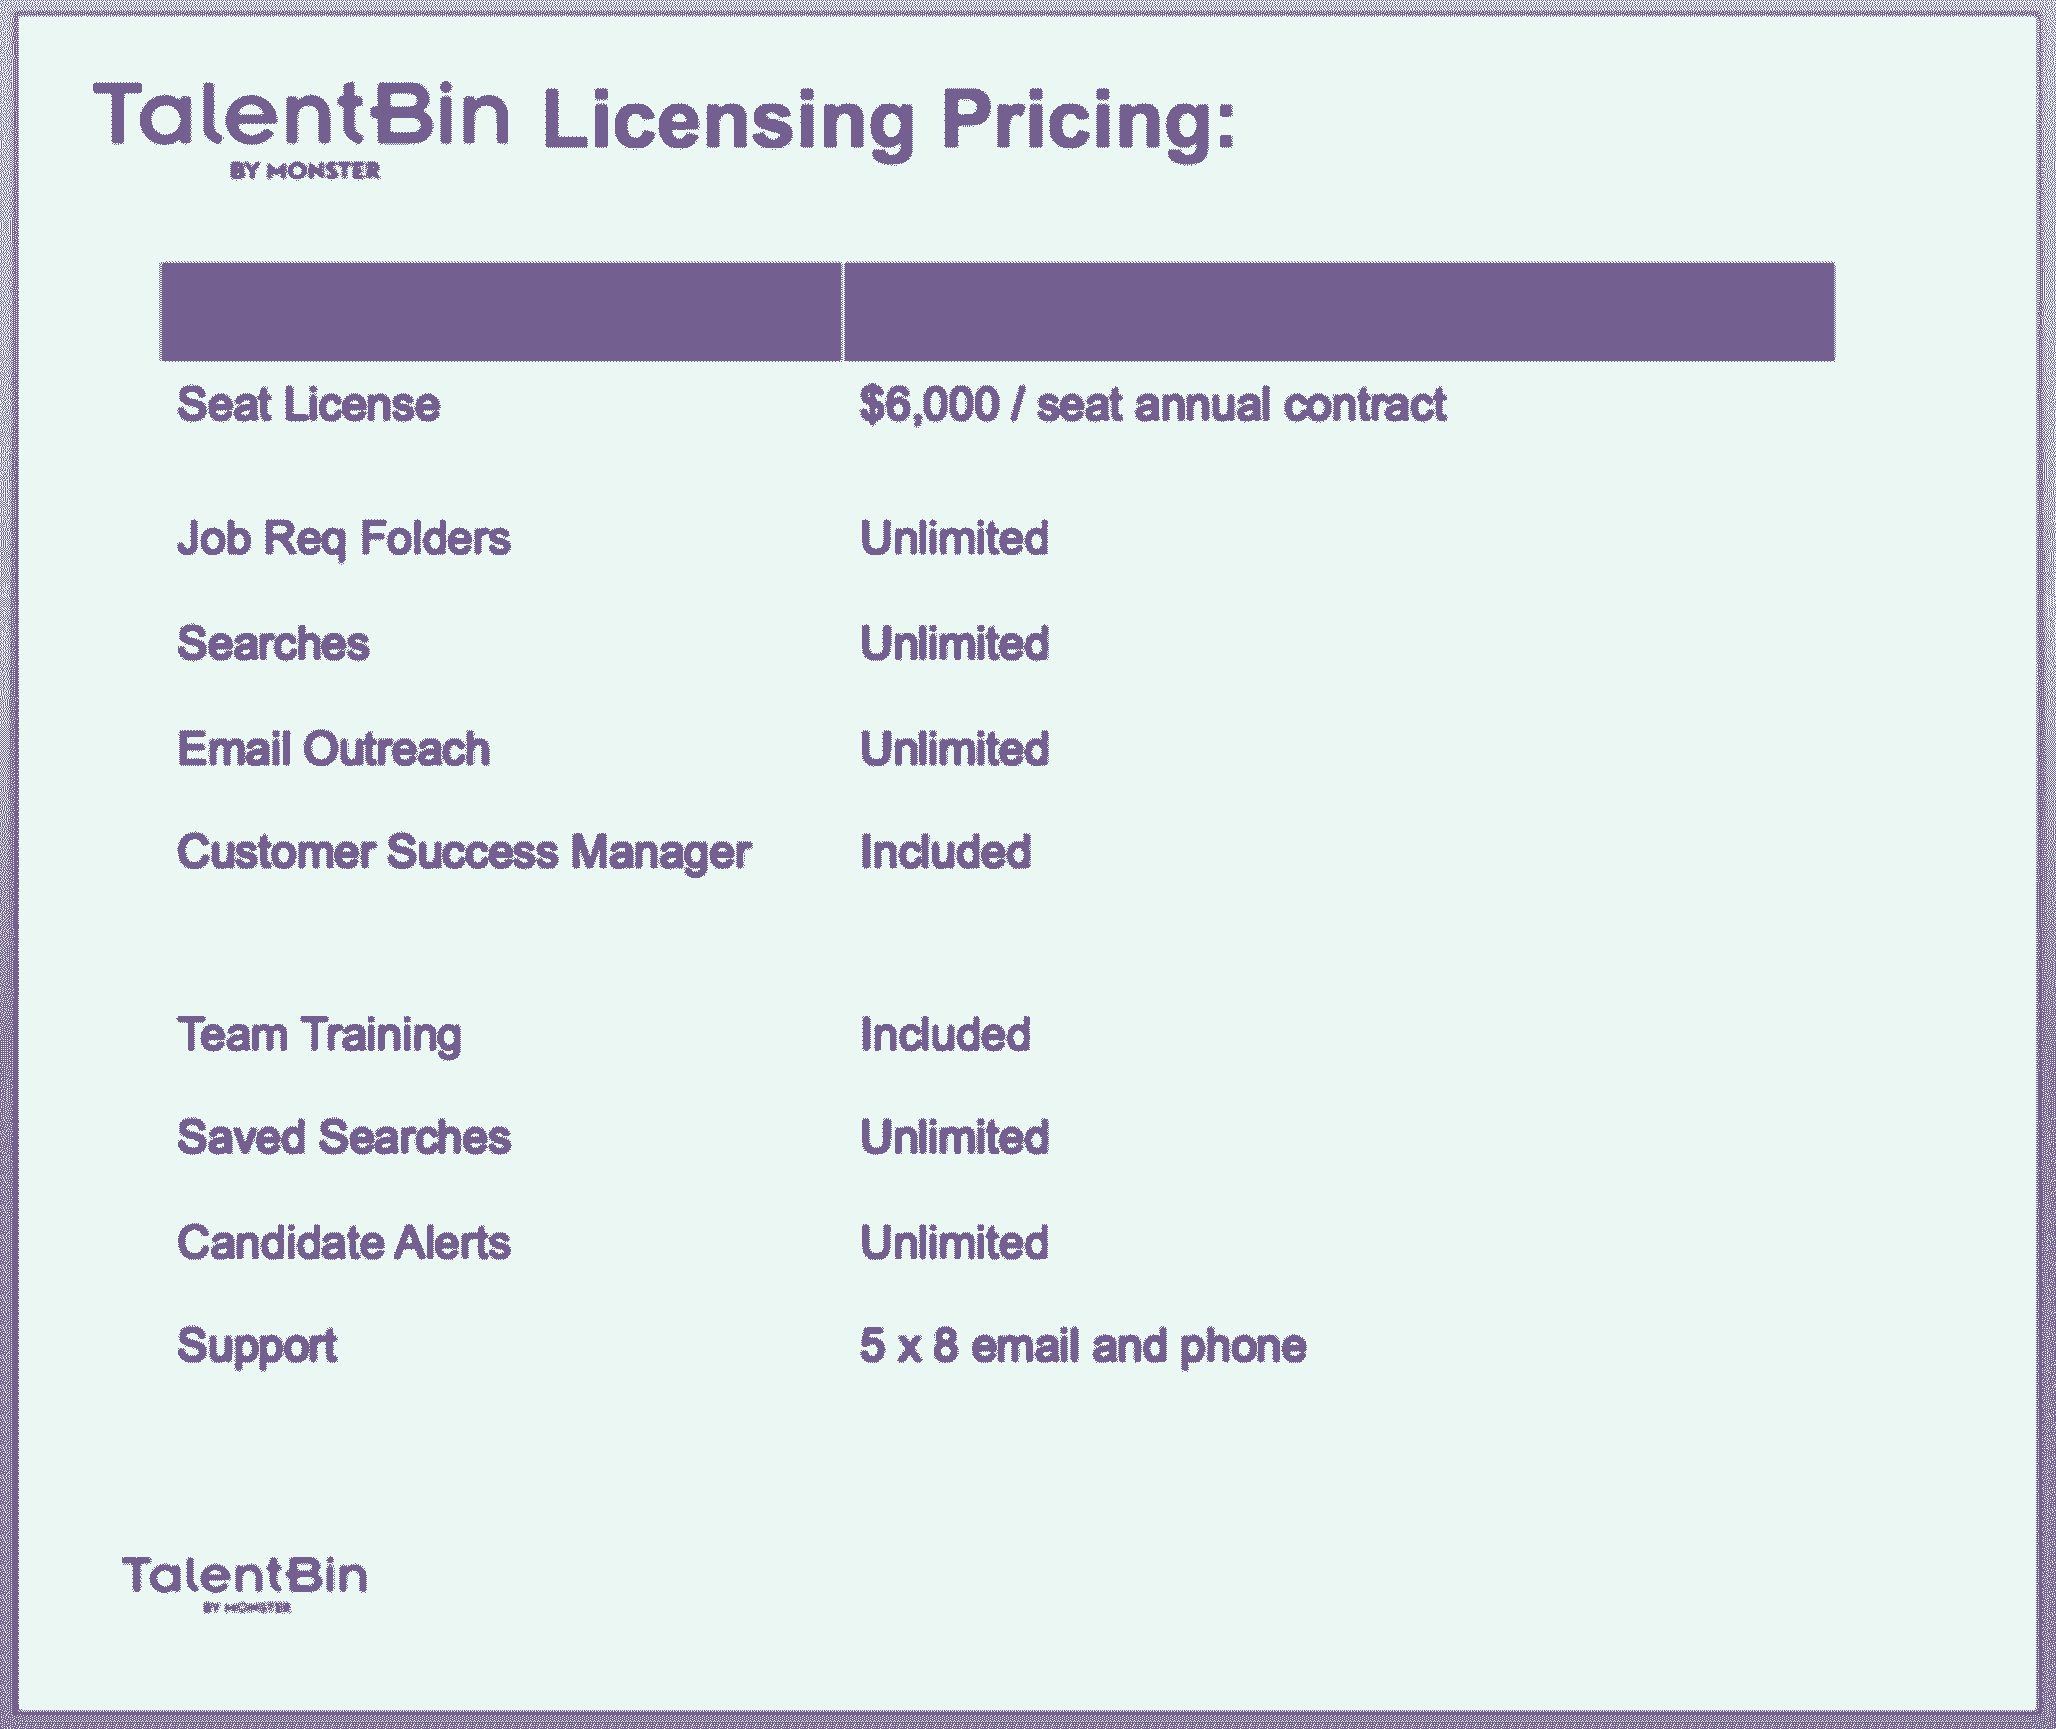 TalentBin Licensing Pricing:
BY MONSTER
Seat License $6,000 / seat annual contract
Job Req Folders Unlimited
Searches Unlimited
Email Outreach Unlimited
Customer Success Manager Included
Team Training Included
Saved Searches Unlimited
Candidate Alerts Unlimited
Support 5 x 8 email and phone
TalentBin
BY MONSTER